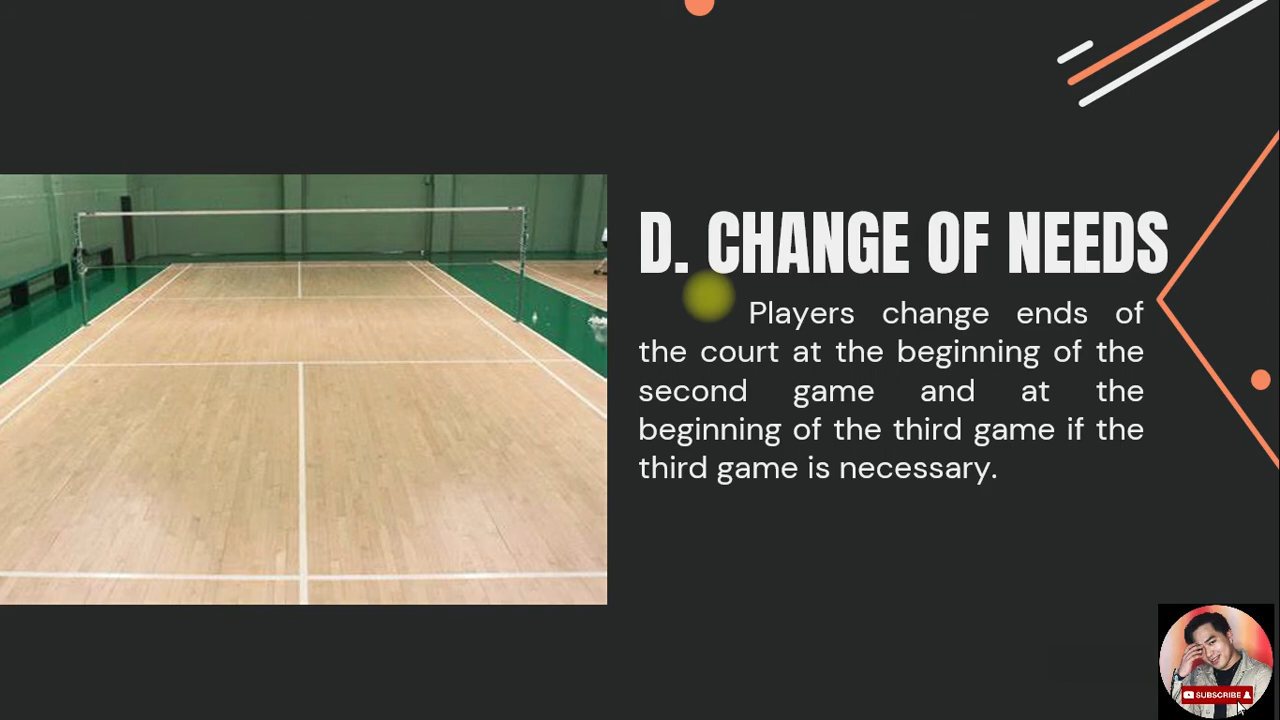 D. CHANGE OF NEEDS
Players change ends of
the court at the beginning of the
second game and at the
beginning of the third game if the
third game is necessary.
SUBSCRIBE